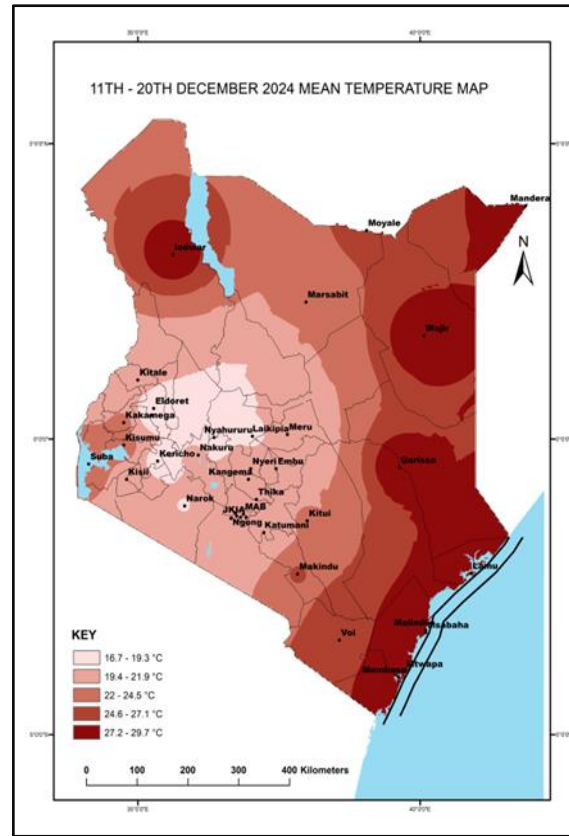 11TH - 20TH DECEMBER 2024 MEAN TEMPERATURE MAP
Mandera
Moyale
N
lodwar
Marsabit
Wajir
Kitale
Eldoret
Kakamega
Nyahururu
Laikipia
Meru
Kisumu
Nakuru
Kericho
Suba
Nyeri
Embu
Garissa
Kangema
Kisii
Thika
Narok
JKIA
MAB
Kitui
Ngong
Katumani
Makindu
Lamu
Malindi
Msabaha
Voi
Mtwapa
Mombasa
KEY
16.7 - 19.3 °C
19.4 - 21.9 °C
22 - 24.5 °C
24.6 - 27.1 °C
27.2 - 29.7 °C
0 100 200 300 400 Kilometers